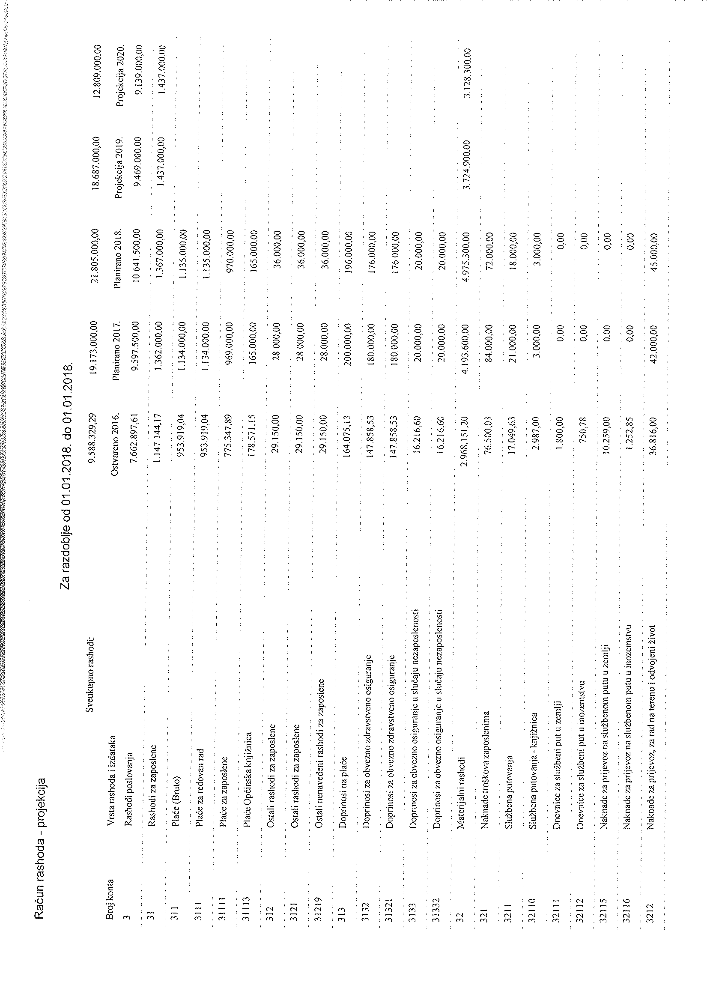 Račun rashoda - projekcija
Za razdoblje od 01.01.2018. do 01.01.2018.
Sveukupno rashodi: 9.588.329,29 19.173.000,00 21.805.000,00 18.687.000,00 12.809.000,00
Broj konta Vrsta rashoda i izdataka Ostvareno 2016. Planirano 2017. Planirano 2018. Projekcija 2019. Projekcija 2020.
3 Rashodi poslovanja 7.662.897,61 9.597.500,00 10.641.500,00 9.469.000,00 9.139.000,00
31 Rashodi za zaposlene 1.147.144,17 1.362.000,00 1.367.000,00 1.437.000,00 1.437.000,00
311 Plaće (Bruto) 953.919,04 1.134.000,00 1.135.000,00
3111 Plaće za redovan rad 953.919,04 1.134.000,00 1.135.000,00
31111 Plaće za zaposlene 775.347,89 969.000,00 970.000,00
31113 Plaće Općinska knjižnica 178.571,15 165.000,00 165.000,00
312 Ostali rashodi za zaposlene 29.150,00 28.000,00 36.000,00
3121 Ostali rashodi za zaposlene 29.150,00 28.000,00 36.000,00
31219 Ostali nenavedeni rashodi za zaposlene 29.150,00 28.000,00 36.000,00
313 Doprinosi na plaće 164.075,13 200.000,00 196.000,00
3132 Doprinosi za obvezno zdravstveno osiguranje 147.858,53 180.000,00 176.000,00
31321 Doprinosi za obvezno zdravstveno osiguranje 147.858,53 180.000,00 176.000,00
3133 Doprinosi za obvezno osiguranje u slučaju nezaposlenosti 16.216,60 20.000,00 20.000,00
31332 Doprinosi za obvezno osiguranje u slučaju nezaposlenosti 16.216,60 20.000,00 20.000,00
32 Materijalni rashodi 2.968.151,20 4.193.600,00 4.975.300,00 3.724.900,00 3.128.300,00
321 Naknade troškova zaposlenima 76.500,03 84.000,00 72.000,00
3211 Službena putovanja 17.049,63 21.000,00 18.000,00
32110 Službena putovanja - knjižnica 2.987,00 3.000,00 3.000,00
32111 Dnevnice za službeni put u zemlji 1.800,00 0,00 0,00
32112 Dnevnice za službeni put u inozemstvu 750,78 0,00 0,00
32115 Naknade za prijevoz na službenom putu u zemlji 10.259,00 0,00 0,00
32116 Naknade za prijevoz na službenom putu u inozemstvu 1.252,85 0,00 0,00
3212 Naknade za prijevoz, za rad na terenu i odvojeni život 36.816,00 42.000,00 45.000,00